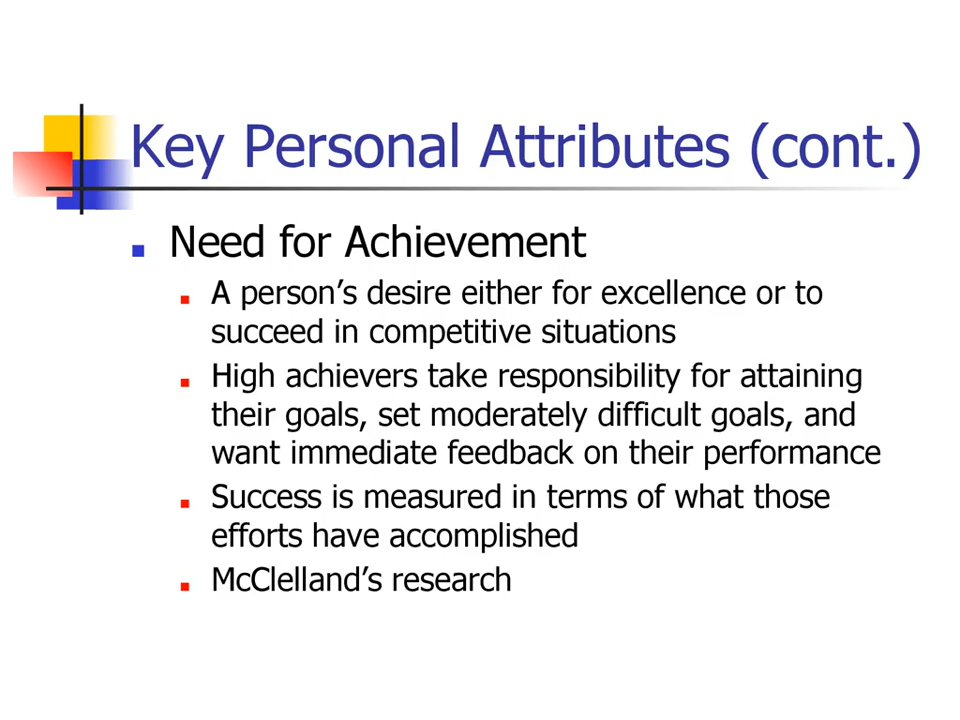 Key Personal Attributes (cont.)
Need for Achievement
A person's desire either for excellence or to
succeed in competitive situations
High achievers take responsibility for attaining
their goals, set moderately difficult goals, and
want immediate feedback on their performance
Success is measured in terms of what those
efforts have accomplished
McClelland's research